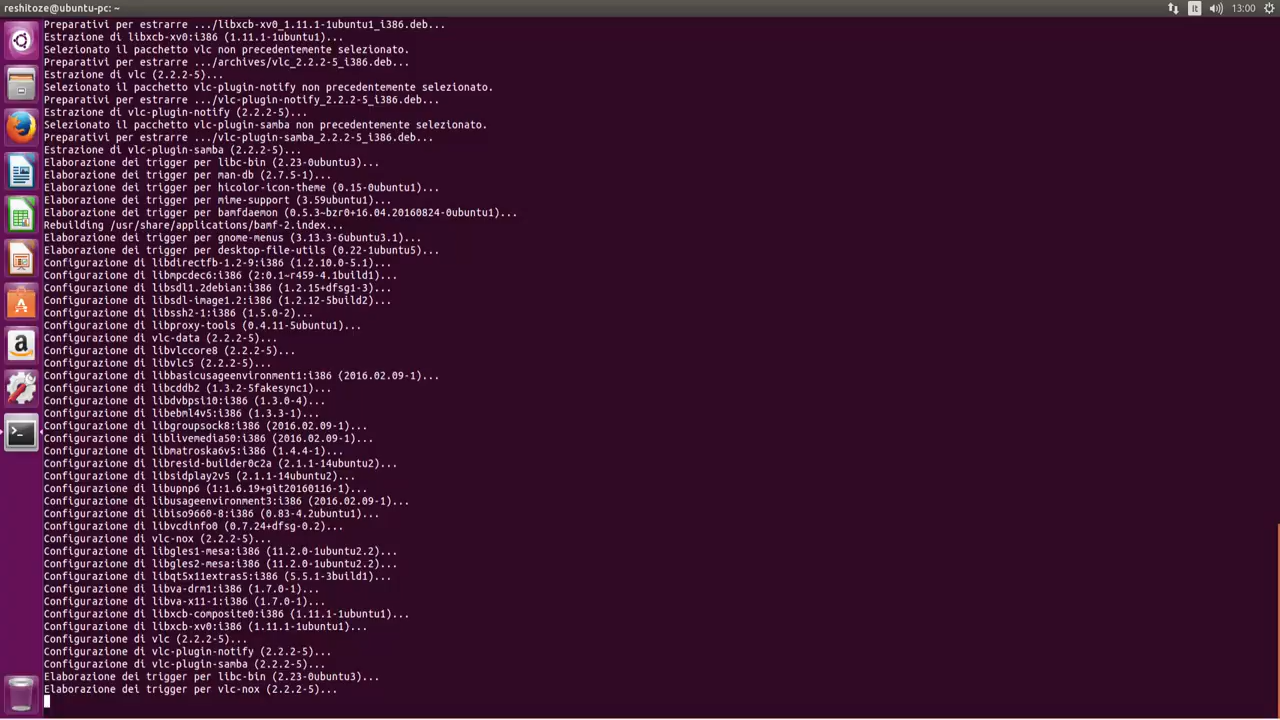 reshitoze@ubuntu-pc: ~
It
13:00
Preparativi per estrarre .../libxcb-xv0_1.11.1-1ubuntu1_i386.deb...
Estrazione di libxcb-xv0:i386 (1.11.1-1ubuntu1)...
Selezionato il pacchetto vlc non precedentemente selezionato.
Preparativi per estrarre .../archives/vlc_2.2.2-5_i386.deb...
Estrazione di vlc (2.2.2-5)...
Selezionato il pacchetto vlc-plugin-notify non precedentemente selezionato.
Preparativi per estrarre .../vlc-plugin-notify_2.2.2-5_i386.deb...
Estrazione di vlc-plugin-notify (2.2.2-5)...
Selezionato il pacchetto vlc-plugin-samba non precedentemente selezionato.
Preparativi per estrarre .../vlc-plugin-samba_2.2.2-5_i386.deb...
Estrazione di vlc-plugin-samba (2.2.2-5)...
Elaborazione dei trigger per libc-bin (2.23-0ubuntu3)...
Elaborazione dei trigger per man-db (2.7.5-1)...
Elaborazione dei trigger per hicolor-icon-theme (0.15-0ubuntu1)...
Elaborazione dei trigger per mime-support (3.59ubuntu1)...
Elaborazione dei trigger per bamfdaemon (0.5.3~bzr0+16.04.20160824-0ubuntu1)...
Rebuilding /usr/share/applications/bamf-2.index...
Elaborazione dei trigger per gnome-menus (3.13.3-6ubuntu3.1)...
Elaborazione dei trigger per desktop-file-utils (0.22-1ubuntu5)...
Configurazione di libdirectfb-1.2-9:i386 (1.2.10.0-5.1)...
Configurazione di libmpcdec6:i386 (2:0.1~r459-4.1build1)...
Configurazione di libsdl1.2debian:i386 (1.2.15+dfsg1-3)...
Configurazione di libsdl-image1.2:i386 (1.2.12-5build2)...
Configurazione di libssh2-1:i386 (1.5.0-2)...
Configurazione di libproxy-tools (0.4.11-5ubuntu1)...
Configurazione di vlc-data (2.2.2-5)...
Configurazione di libvlccore8 (2.2.2-5)...
Configurazione di libvlc5 (2.2.2-5)...
Configurazione di libbasicusageenvironment1:i386 (2016.02.09-1)...
Configurazione di libcddb2 (1.3.2-5fakesync1)...
Configurazione di libdvbpsi10:i386 (1.3.0-4)...
Configurazione di libebml4v5:i386 (1.3.3-1)...
Configurazione di libgroupsock8:i386 (2016.02.09-1)...
Configurazione di liblivemedia50:i386 (2016.02.09-1)...
Configurazione di libmatroska6v5:i386 (1.4.4-1)...
Configurazione di libresid-builder0c2a (2.1.1-14ubuntu2)...
Configurazione di libsidplay2v5 (2.1.1-14ubuntu2)...
Configurazione di libupnp6 (1:1.6.19+git20160116-1)...
Configurazione di libusageenvironment3:i386 (2016.02.09-1)...
Configurazione di libiso9660-8:i386 (0.83-4.2ubuntu1)...
Configurazione di libvcdinfo0 (0.7.24+dfsg-0.2)...
Configurazione di vlc-nox (2.2.2-5)...
Configurazione di libgles1-mesa:i386 (11.2.0-1ubuntu2.2)...
Configurazione di libgles2-mesa:i386 (11.2.0-1ubuntu2.2)...
Configurazione di libqt5x11extras5:i386 (5.5.1-3build1)...
Configurazione di libva-drm1:i386 (1.7.0-1)...
Configurazione di libva-x11-1:i386 (1.7.0-1)...
Configurazione di libxcb-composite0:i386 (1.11.1-1ubuntu1)...
Configurazione di libxcb-xv0:i386 (1.11.1-1ubuntu1)...
Configurazione di vlc (2.2.2-5)...
Configurazione di vlc-plugin-notify (2.2.2-5)...
Configurazione di vlc-plugin-samba (2.2.2-5)...
Elaborazione dei trigger per libc-bin (2.23-0ubuntu3)...
Elaborazione dei trigger per vlc-nox (2.2.2-5)...